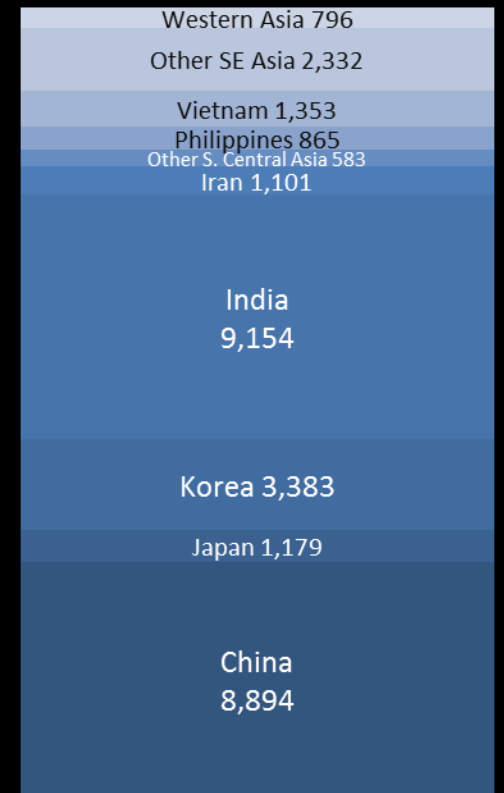 Western Asia 796
Other SE Asia 2,332
Vietnam 1,353
Philippines 865
Other S. Central Asia 583
Iran 1,101
India
9,154
Korea 3,383
Japan 1,179
China
8,894